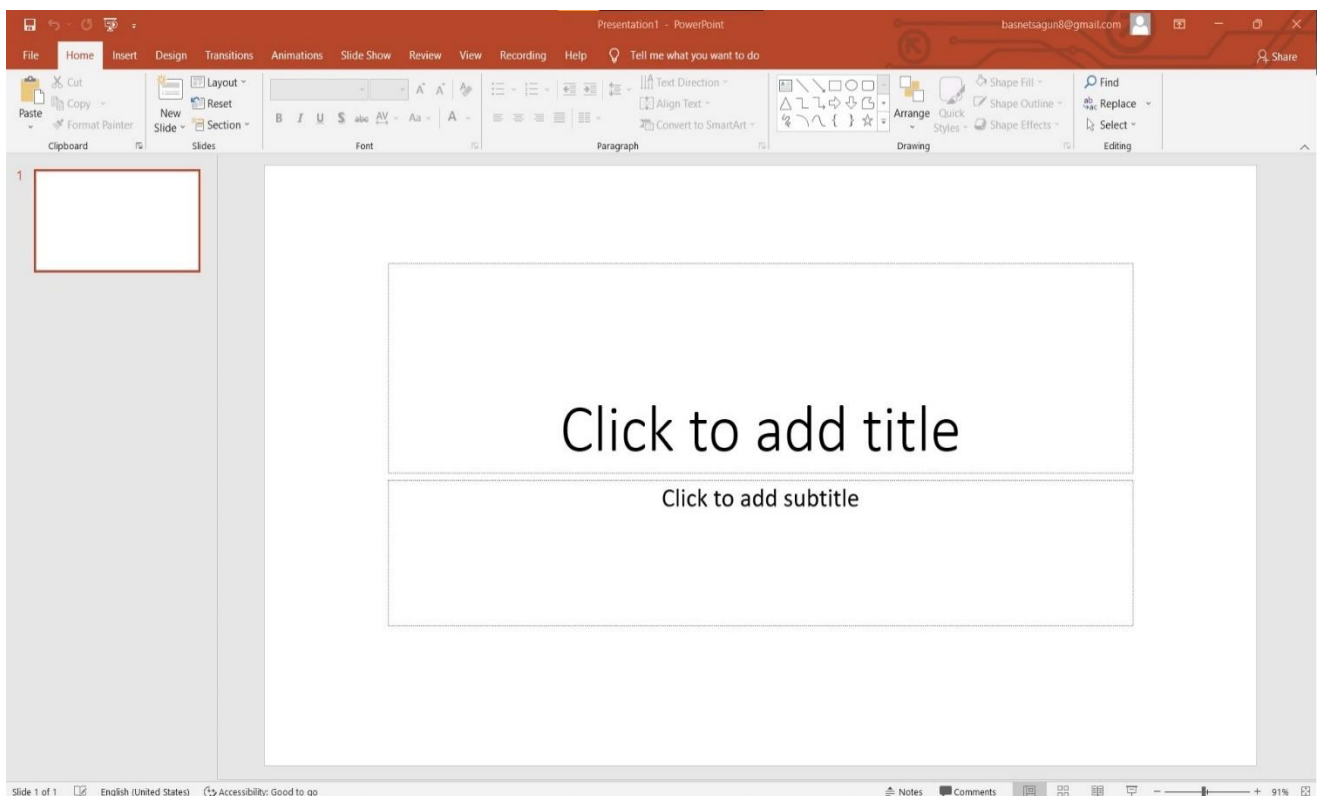 Presentation1 - PowerPoint
basnetsagun8@gmail.com
File Home Insert Design Transitions Animations Slide Show Review View Recording Help Tell me what you want to do Share
Paste
Cut
Copy
Format Painter
Clipboard
New Slide
Layout
Reset
Section
Slides
B I U S abc AV Aa A
Font
Text Direction
Align Text
Convert to SmartArt
Paragraph
Arrange
Quick Styles
Shape Fill
Shape Outline
Shape Effects
Drawing
Find
Replace
Select
Editing
1
Click to add title
Click to add subtitle
Slide 1 of 1 English (United States) Accessibility: Good to go Notes Comments 91%